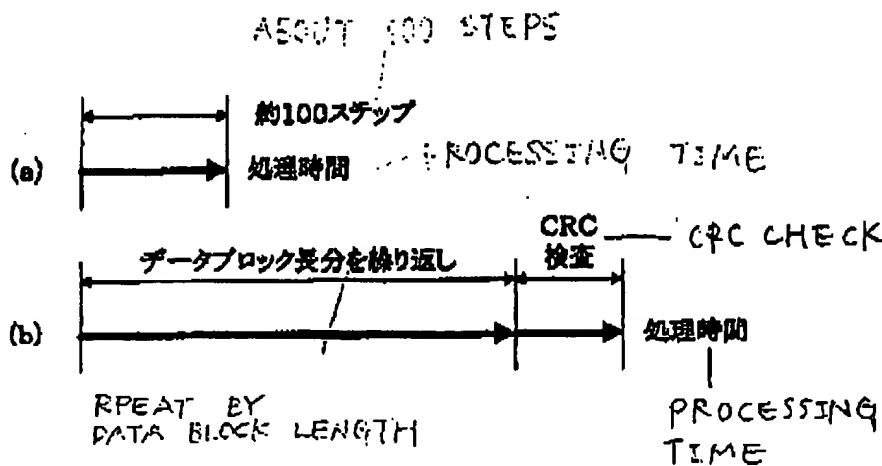 ABOUT 100 STEPS
約100ステップ
(a) 処理時間 PROCESSING TIME
CRC
検査 CRC CHECK
データブロック長分を繰り返し
(b) 処理時間
RPEAT BY
DATA BLOCK LENGTH
PROCESSING
TIME